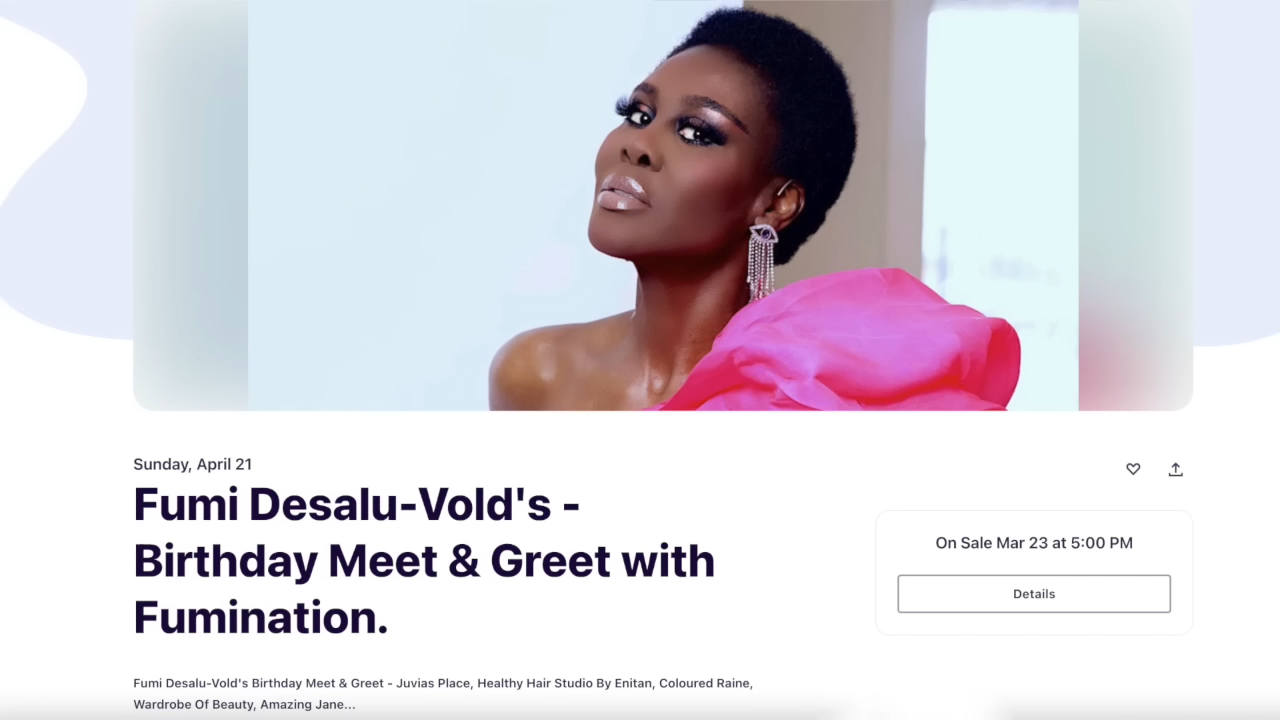 Sunday, April 21
Fumi Desalu-Vold's -
Birthday Meet & Greet with
Fumination.
On Sale Mar 23 at 5:00 PM
Details
Fumi Desalu-Vold's Birthday Meet & Greet - Juvias Place, Healthy Hair Studio By Enitan, Coloured Raine,
Wardrobe Of Beauty, Amazing Jane...